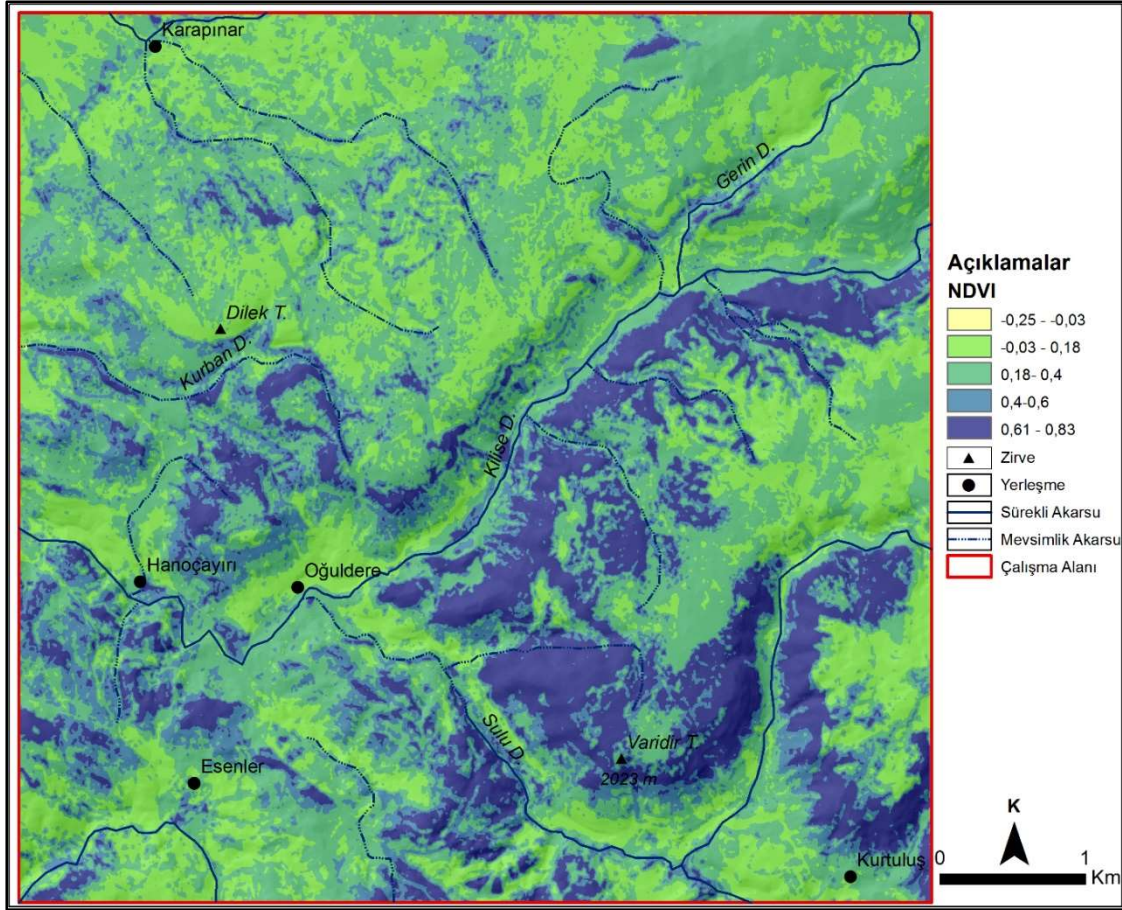 Karapınar
Gerin D.
Dilek T.
Kurban D.
Kilise D.
Hanoçayırı
Oğuldere
Sulu D.
Varidir T.
2023 m
Esenler
Kurtuluş
Açıklamalar
NDVI
-0,25 - -0,03
-0,03 - 0,18
0,18- 0,4
0,4-0,6
0,61 - 0,83
Zirve
Yerleşme
Sürekli Akarsu
Mevsimlik Akarsu
Çalışma Alanı
K
0 1
Km